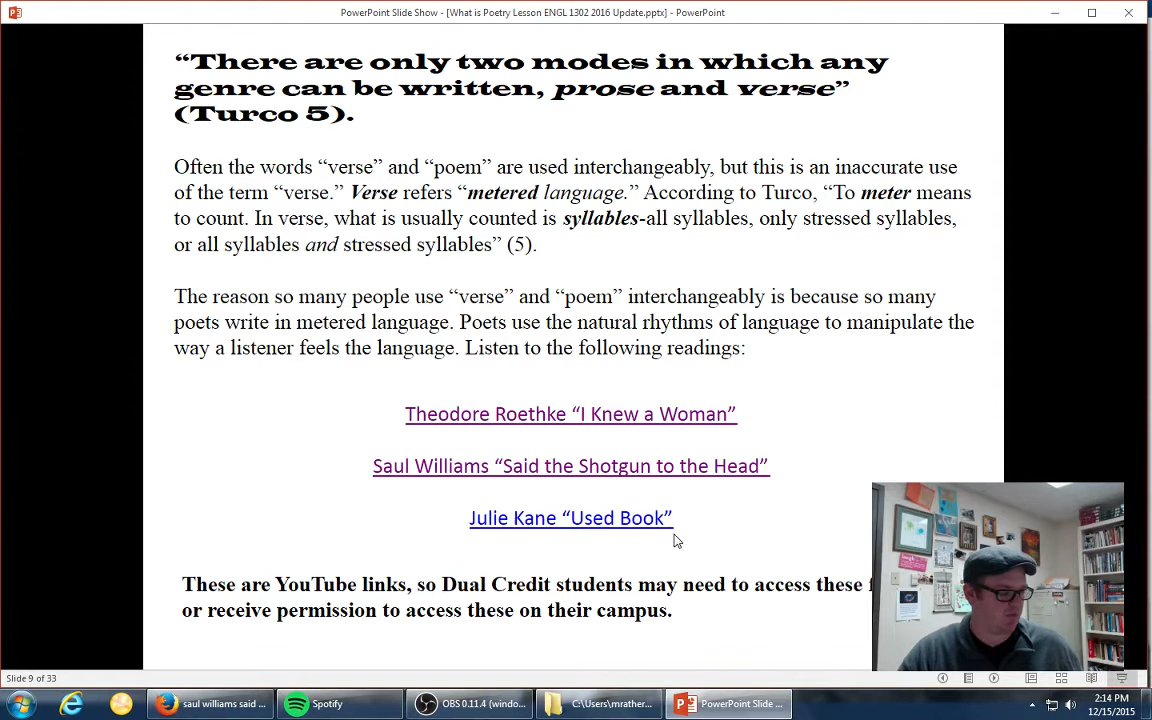 PowerPoint Slide Show - [What is Poetry Lesson ENGL 1302 2016 Update.pptx] - PowerPoint
“There are only two modes in which any
genre can be written, prose and verse”
(Turco 5).
Often the words “verse” and “poem” are used interchangeably, but this is an inaccurate use
of the term “verse.” Verse refers “metered language.” According to Turco, “To meter means
to count. In verse, what is usually counted is syllables-all syllables, only stressed syllables,
or all syllables and stressed syllables” (5).
The reason so many people use “verse” and “poem” interchangeably is because so many
poets write in metered language. Poets use the natural rhythms of language to manipulate the
way a listener feels the language. Listen to the following readings:
Theodore Roethke “I Knew a Woman”
Saul Williams “Said the Shotgun to the Head”
Julie Kane “Used Book”
These are YouTube links, so Dual Credit students may need to access these
or receive permission to access these on their campus.
Slide 9 of 33
saul williams said ...
Spotify
OBS 0.11.4 (windo...
C:\Users\mrather...
PowerPoint Slide ...
2:14 PM
12/15/2015